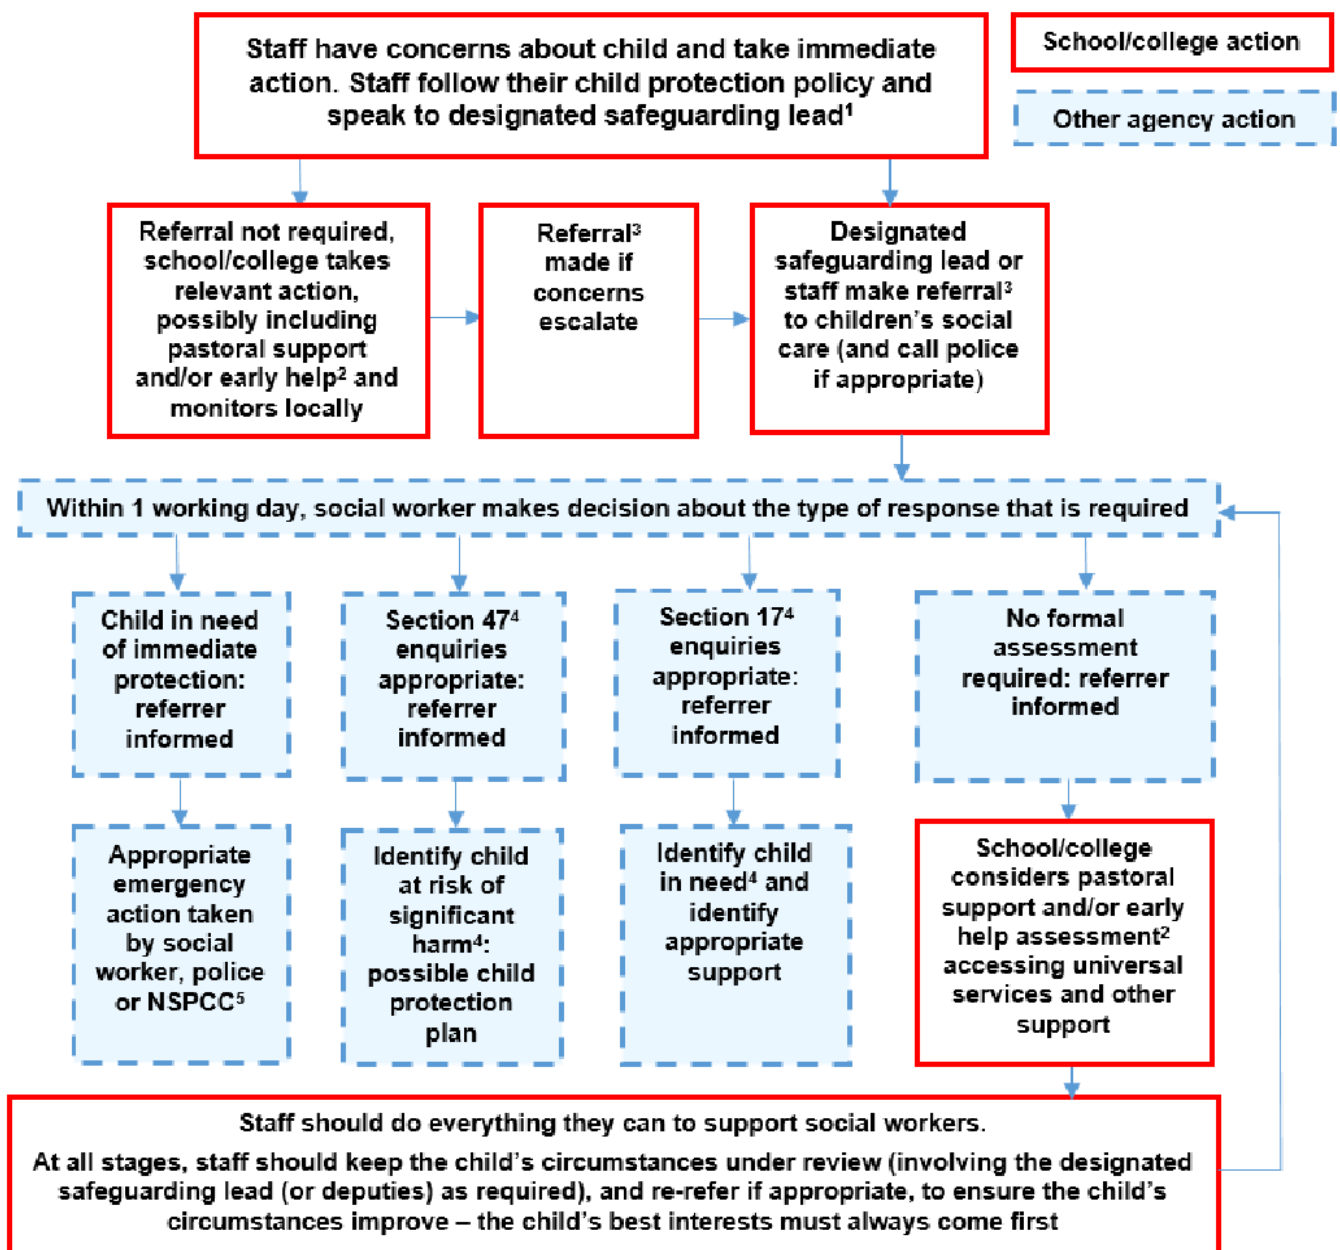 Staff have concerns about child and take immediate
action. Staff follow their child protection policy and
speak to designated safeguarding lead¹
School/college action
Other agency action
Referral not required,
school/college takes
relevant action,
possibly including
pastoral support
and/or early help² and
monitors locally
Referral³
made if
concerns
escalate
Designated
safeguarding lead or
staff make referral³
to children's social
care (and call police
if appropriate)
Within 1 working day, social worker makes decision about the type of response that is required
Child in need
of immediate
protection:
referrer
informed
Section 47⁴
enquiries
appropriate:
referrer
informed
Section 17⁴
enquiries
appropriate:
referrer
informed
No formal
assessment
required: referrer
informed
Appropriate
emergency
action taken
by social
worker, police
or NSPCC⁵
Identify child
at risk of
significant
harm⁴:
possible child
protection
plan
Identify child
in need⁴ and
identify
appropriate
support
School/college
considers pastoral
support and/or early
help assessment²
accessing universal
services and other
support
Staff should do everything they can to support social workers.
At all stages, staff should keep the child's circumstances under review (involving the designated
safeguarding lead (or deputies) as required), and re-refer if appropriate, to ensure the child's
circumstances improve – the child's best interests must always come first